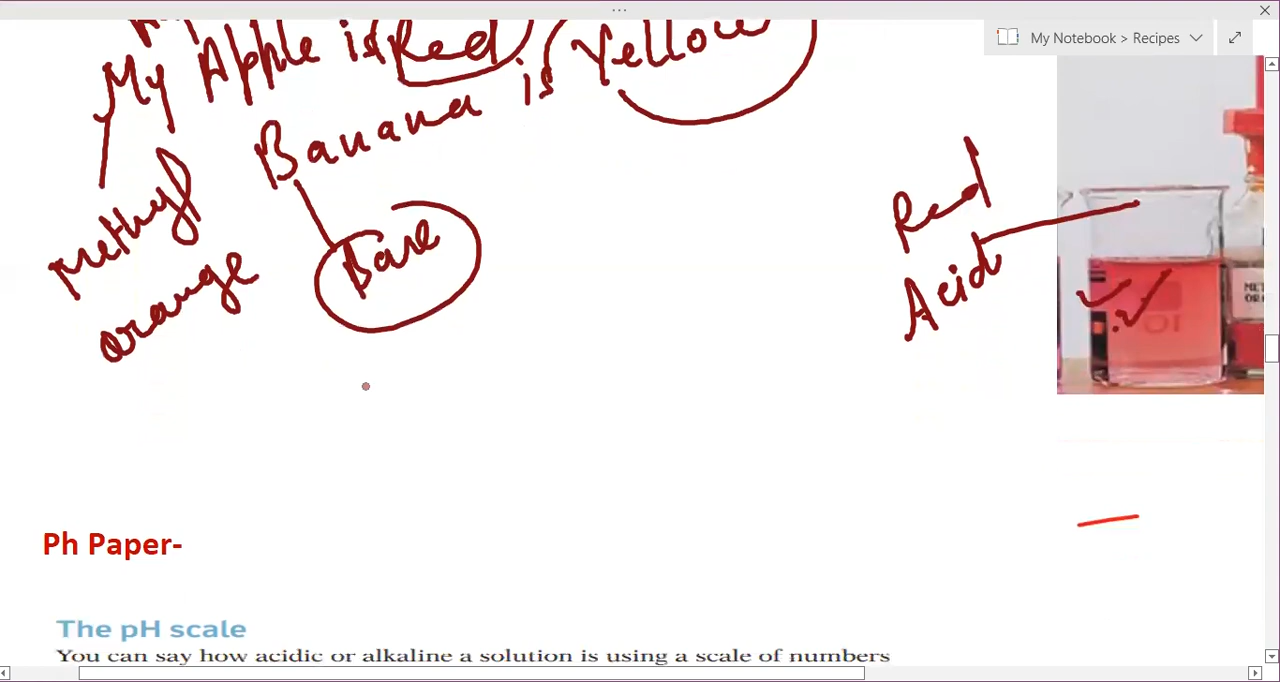 My Notebook > Recipes
My Apple is Red
Banana is Yellow
Methyl
orange
Base
Red
Acid
Ph Paper-
The pH scale
You can say how acidic or alkaline a solution is using a scale of numbers